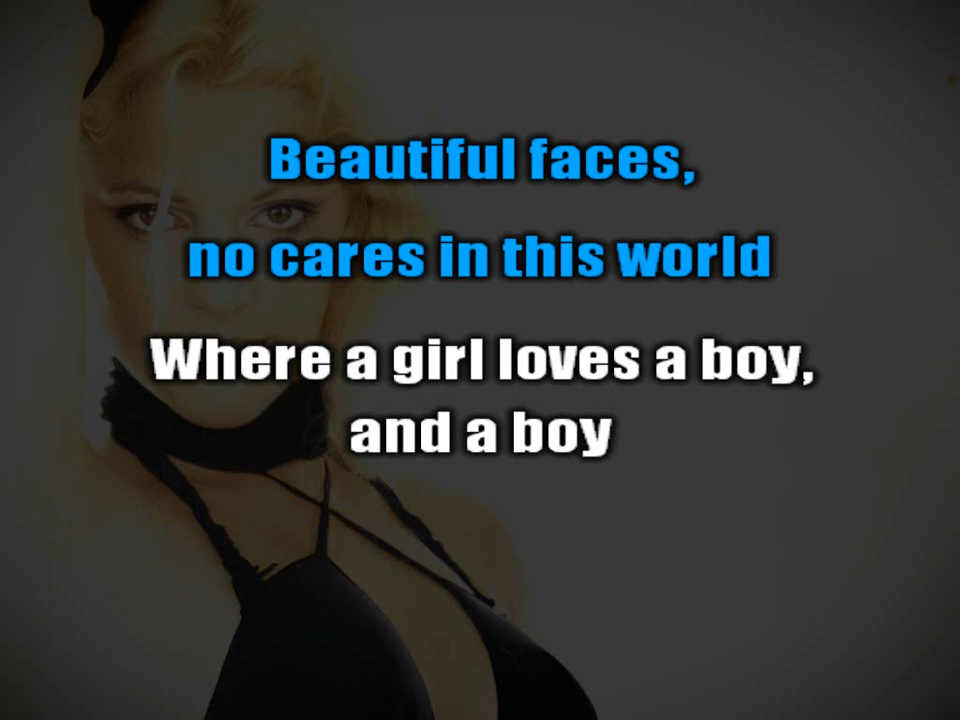 Beautiful faces,
no cares in this world
Where a girl loves a boy,
and a boy